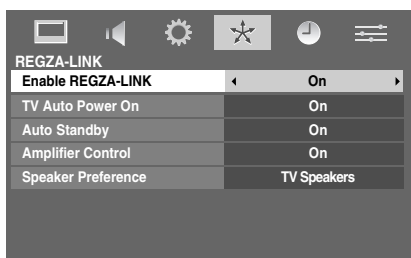 REGZA-LINK
Enable REGZA-LINK On
TV Auto Power On On
Auto Standby On
Amplifier Control On
Speaker Preference TV Speakers